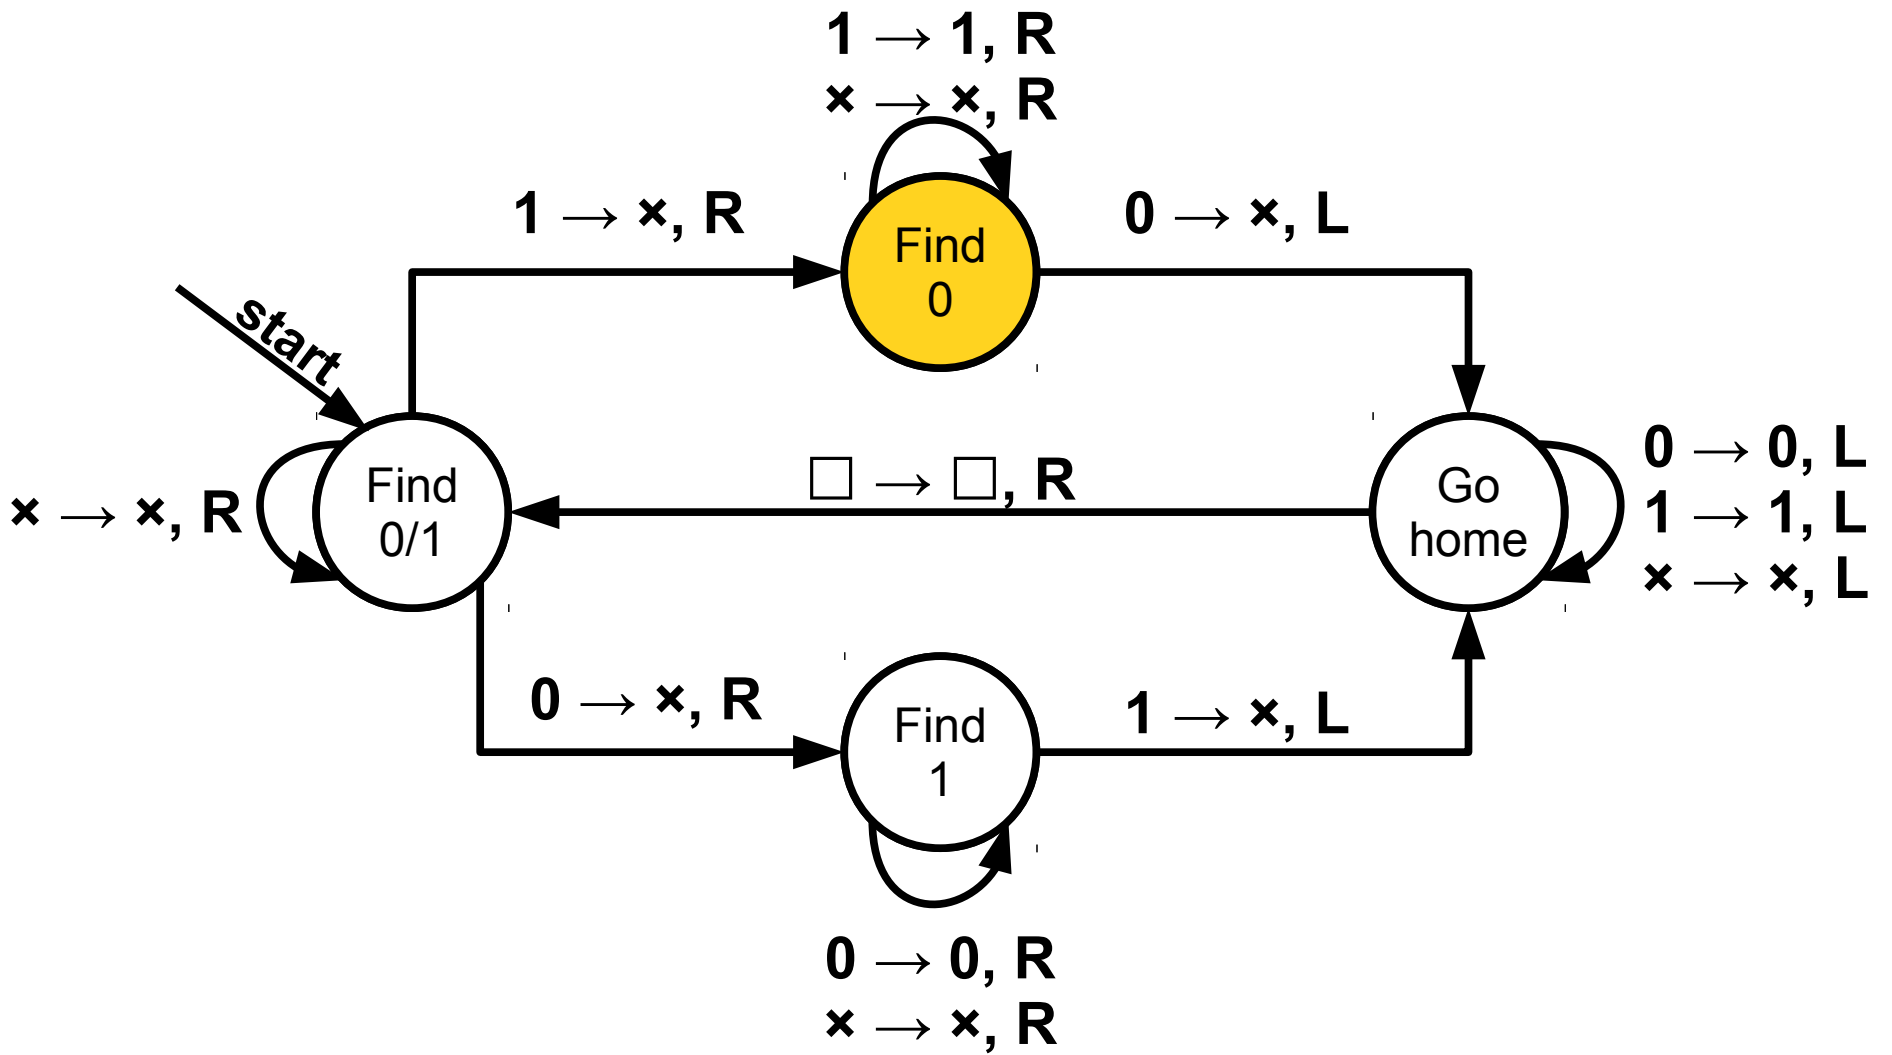 1 → 1, R
× → ×, R
1 → ×, R
Find
0
0 → ×, L
start
× → ×, R
Find
0/1
□ → □, R
Go
home
0 → 0, L
1 → 1, L
× → ×, L
0 → ×, R
Find
1
1 → ×, L
0 → 0, R
× → ×, R